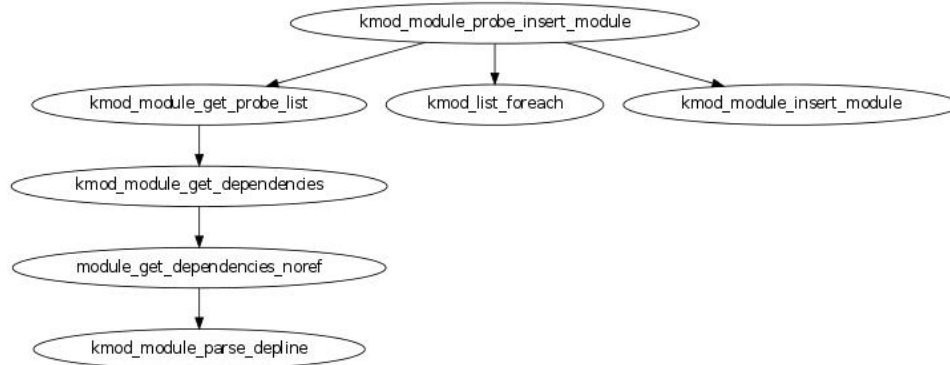 kmod_module_probe_insert_module
kmod_module_get_probe_list
kmod_list_foreach
kmod_module_insert_module
kmod_module_get_dependencies
module_get_dependencies_noref
kmod_module_parse_depline